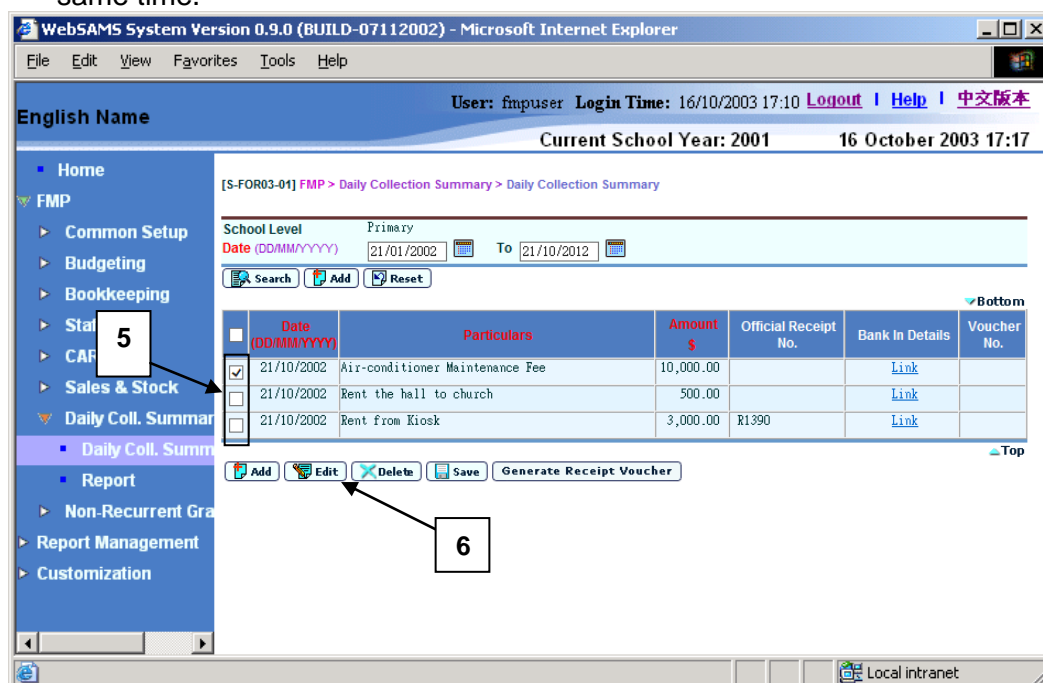 same time.
WebSAMS System Version 0.9.0 (BUILD-07112002) - Microsoft Internet Explorer
File Edit View Favorites Tools Help
User: fmpuser Login Time: 16/10/2003 17:10 Logout | Help | 中文版本
English Name
Current School Year: 2001 16 October 2003 17:17
Home
FMP
Common Setup
Budgeting
Bookkeeping
Staf
CAR
Sales & Stock
Daily Coll. Summar
Daily Coll. Summ
Report
Non-Recurrent Gra
Report Management
Customization
5
[S-FOR03-01] FMP > Daily Collection Summary > Daily Collection Summary
School Level Primary
Date (DD/MM/YYYY) 21/01/2002 To 21/10/2012
Search Add Reset
Bottom
Date (DD/MM/YYYY) Particulars Amount $ Official Receipt No. Bank In Details Voucher No.
21/10/2002 Air-conditioner Maintenance Fee 10,000.00 Link
21/10/2002 Rent the hall to church 500.00 Link
21/10/2002 Rent from Kiosk 3,000.00 R1390 Link
Top
Add Edit Delete Save Generate Receipt Voucher
6
Local intranet